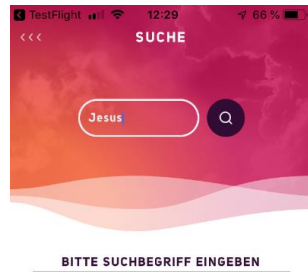 TestFlight 12:29 66 %
<<< SUCHE
Jesus
BITTE SUCHBEGRIFF EINGEBEN